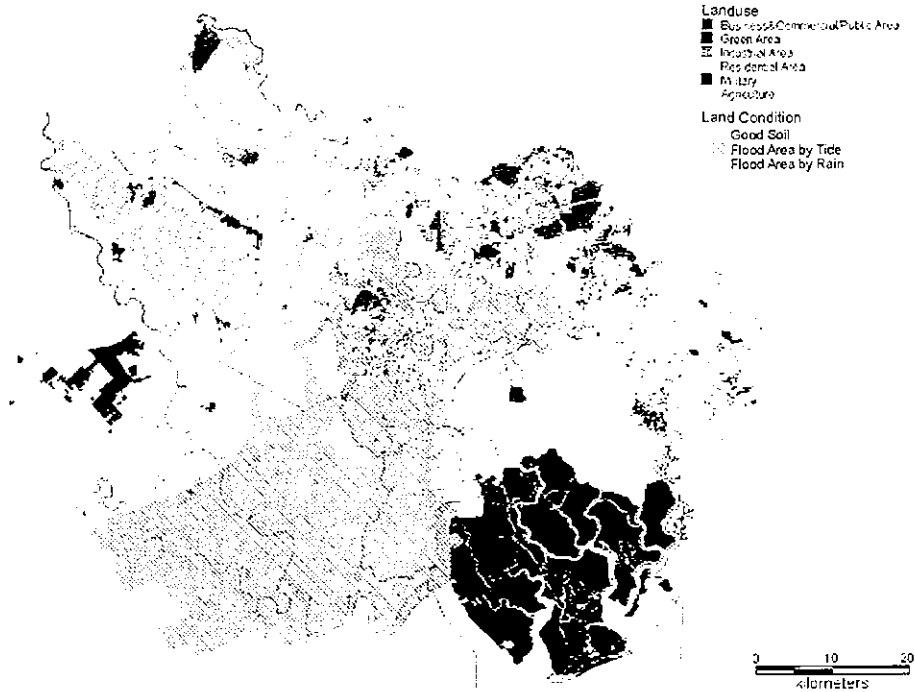 Landuse
Business&Commercial/Public Area
Green Area
Industrial Area
Residential Area
Military
Agriculture
Land Condition
Good Soil
Flood Area by Tide
Flood Area by Rain
0 10 20
kilometers